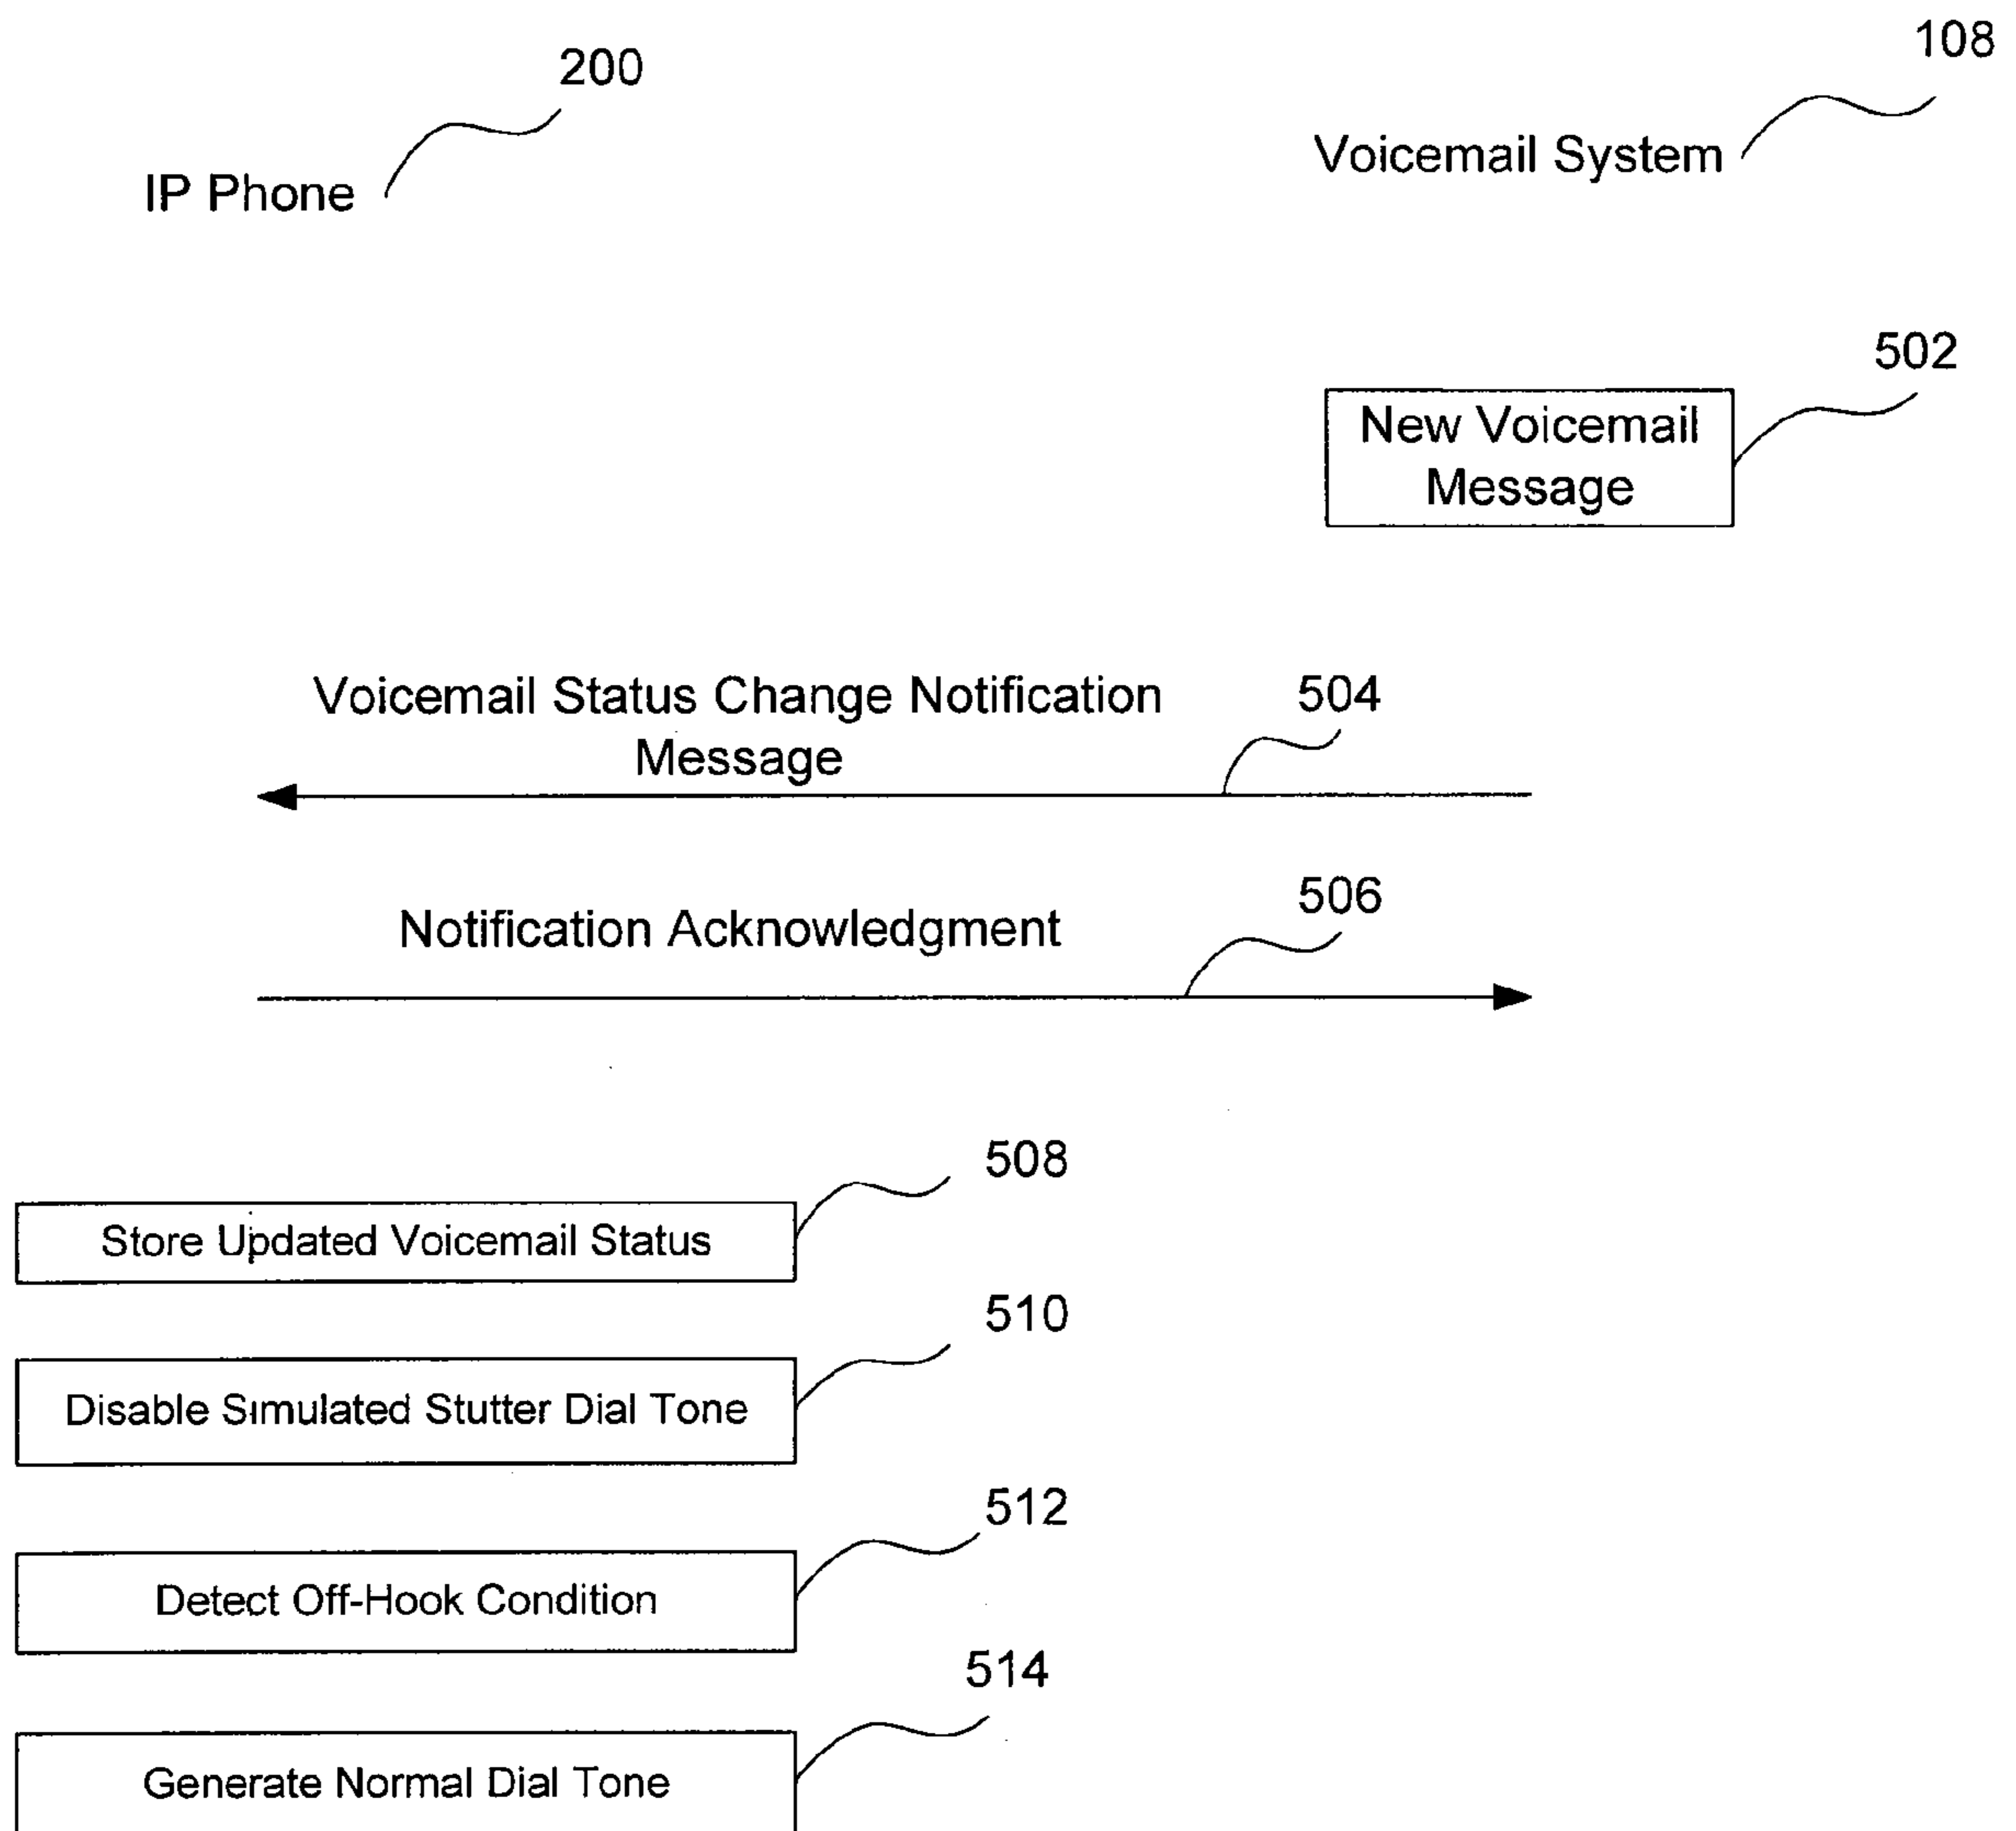 200
108
IP Phone
Voicemail System
502
New Voicemail
Message
Voicemail Status Change Notification
Message
504
Notification Acknowledgment
506
508
Store Updated Voicemail Status
510
Disable Simulated Stutter Dial Tone
512
Detect Off-Hook Condition
514
Generate Normal Dial Tone